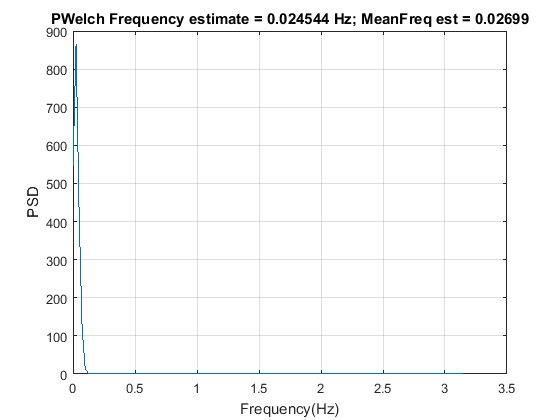 PWelch Frequency estimate = 0.024544 Hz; MeanFreq est = 0.02699
900
800
700
600
500
400
300
200
100
0
PSD
0 0.5 1 1.5 2 2.5 3 3.5
Frequency(Hz)